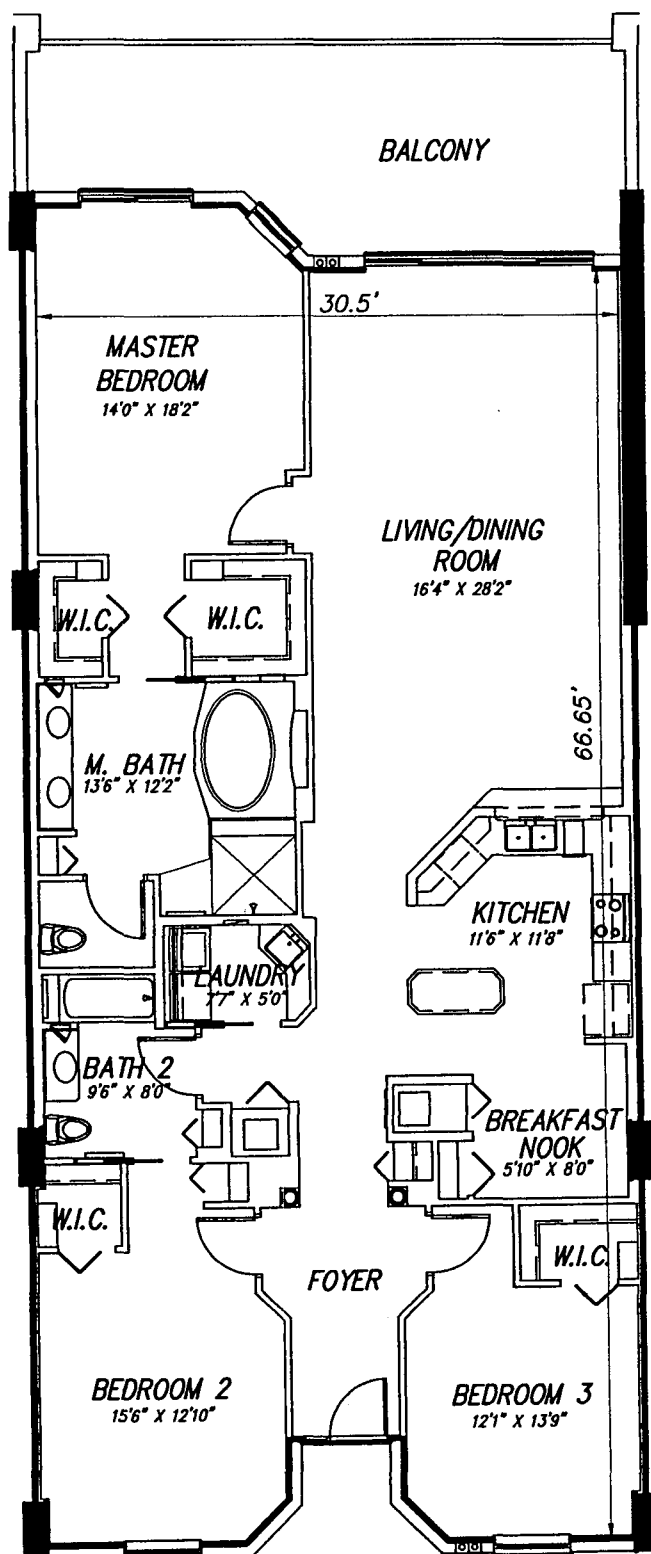 BALCONY
30.5'
MASTER
BEDROOM
14'0" X 18'2"
LIVING/DINING
ROOM
16'4" X 28'2"
W.I.C.
W.I.C.
66.65'
M. BATH
13'6" X 12'2"
KITCHEN
11'6" X 11'8"
LAUNDRY
7'7" X 5'0"
BATH 2
9'6" X 8'0"
BREAKFAST
NOOK
5'10" X 8'0"
W.I.C.
W.I.C.
FOYER
BEDROOM 2
15'6" X 12'10"
BEDROOM 3
12'1" X 13'9"